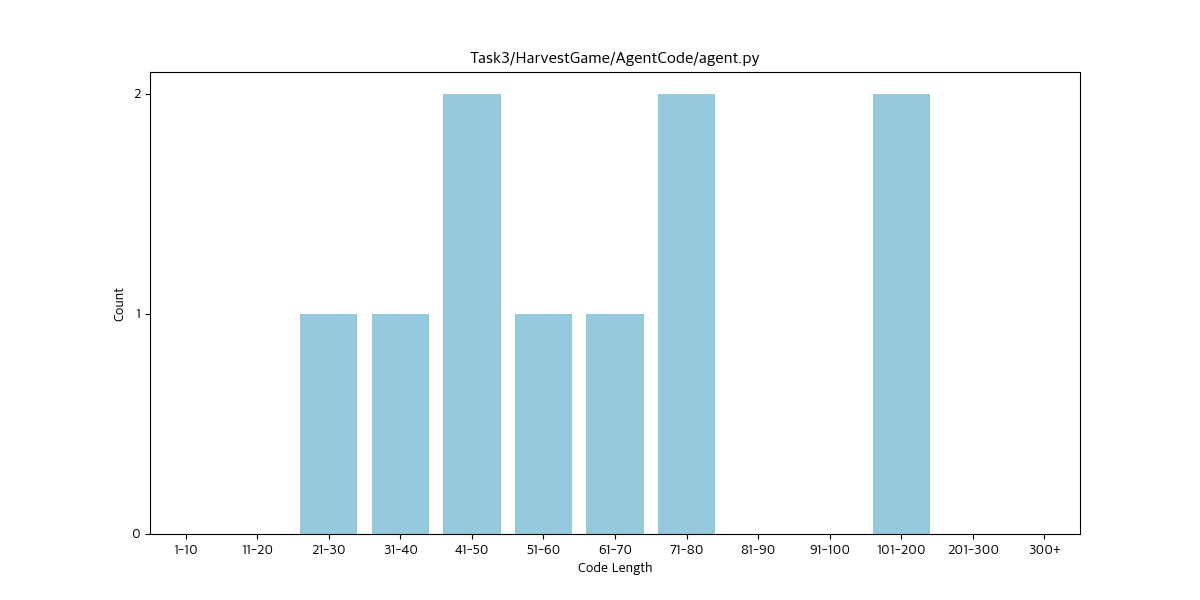 Task3/HarvestGame/AgentCode/agent.py
2
1
0
Count
1-10 11-20 21-30 31-40 41-50 51-60 61-70 71-80 81-90 91-100 101-200 201-300 300+
Code Length